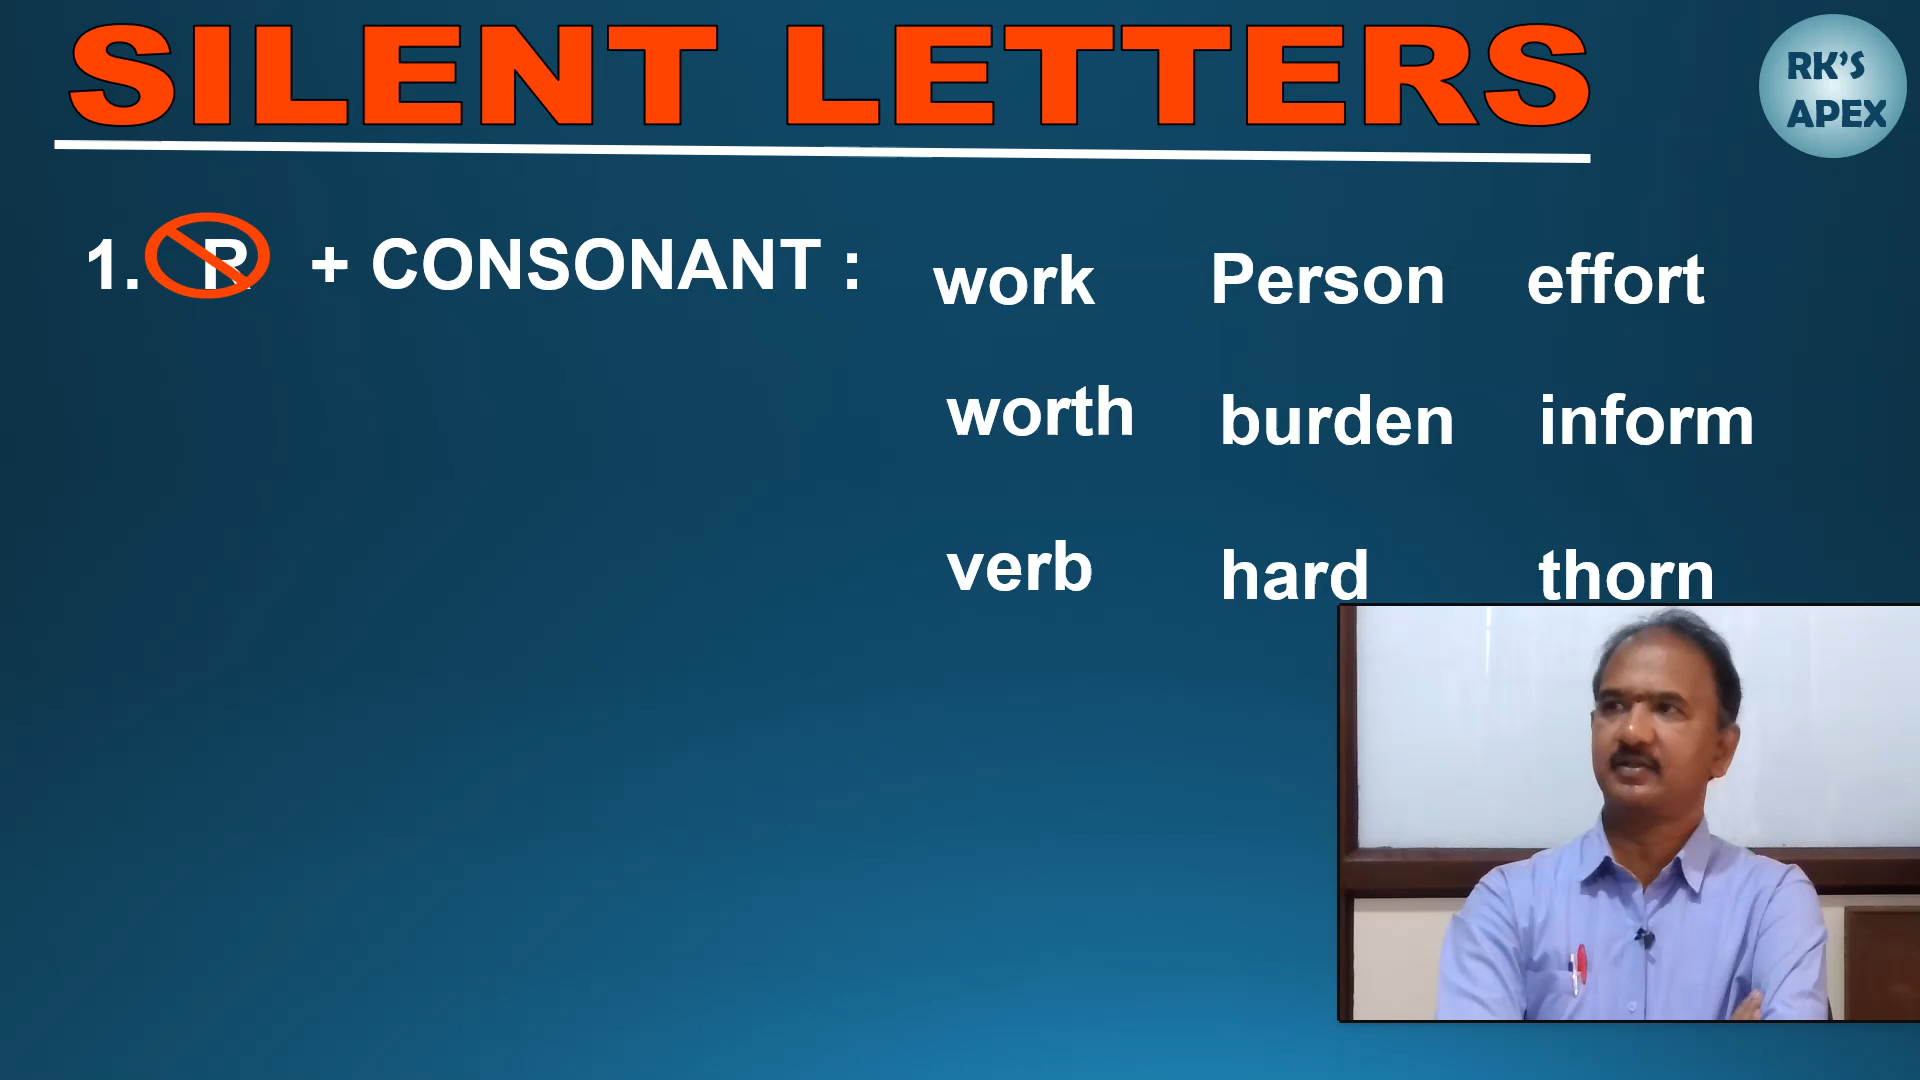 SILENT LETTERS
RK'S
APEX
1. R + CONSONANT : work Person effort
worth burden inform
verb hard thorn